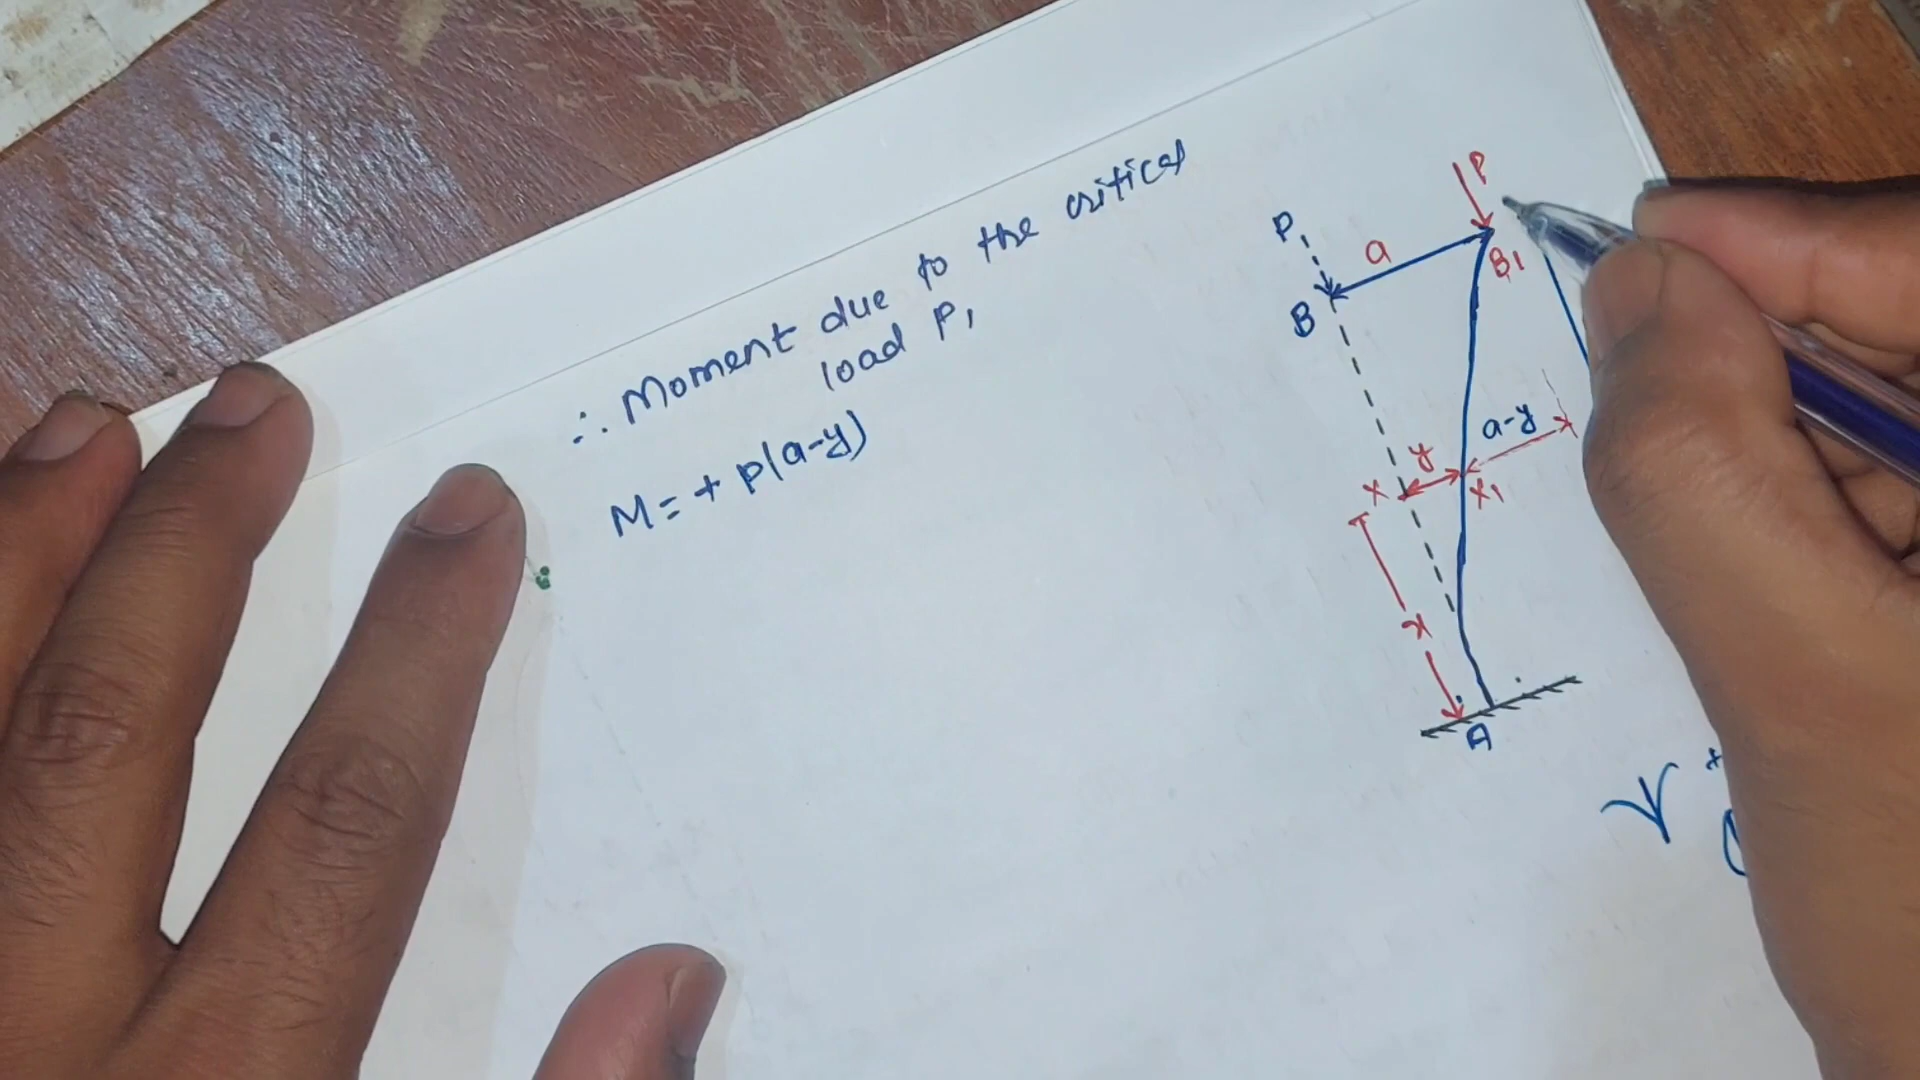 ∴ Moment due to the critical
load P,
M = + P(a-y)
P
P
a
B1
B
a-y
y
x
x1
x
A
+